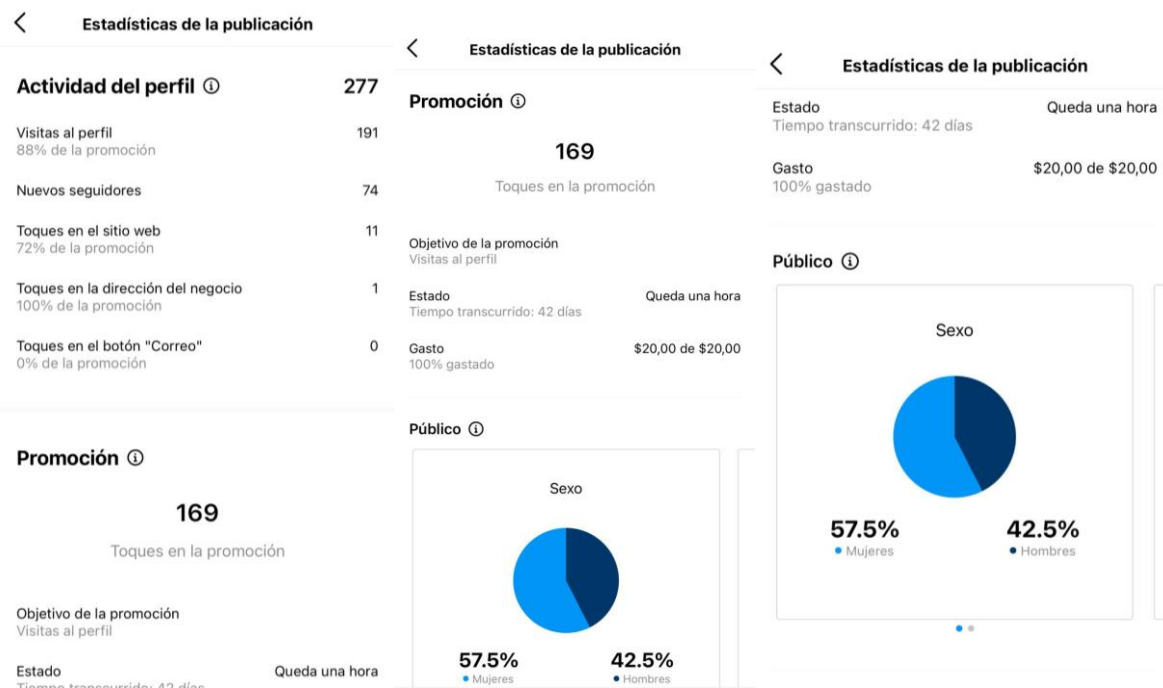 Estadísticas de la publicación
Actividad del perfil 277
Visitas al perfil 191
88% de la promoción
Nuevos seguidores 74
Toques en el sitio web 11
72% de la promoción
Toques en la dirección del negocio 1
100% de la promoción
Toques en el botón "Correo" 0
0% de la promoción
Promoción
169
Toques en la promoción
Objetivo de la promoción
Visitas al perfil
Estado Queda una hora
Tiempo transcurrido: 42 días
Estadísticas de la publicación
Promoción
169
Toques en la promoción
Objetivo de la promoción
Visitas al perfil
Estado Queda una hora
Tiempo transcurrido: 42 días
Gasto $20,00 de $20,00
100% gastado
Público
Sexo
57.5% 42.5%
Mujeres Hombres
Estadísticas de la publicación
Estado Queda una hora
Tiempo transcurrido: 42 días
Gasto $20,00 de $20,00
100% gastado
Público
Sexo
57.5% 42.5%
Mujeres Hombres